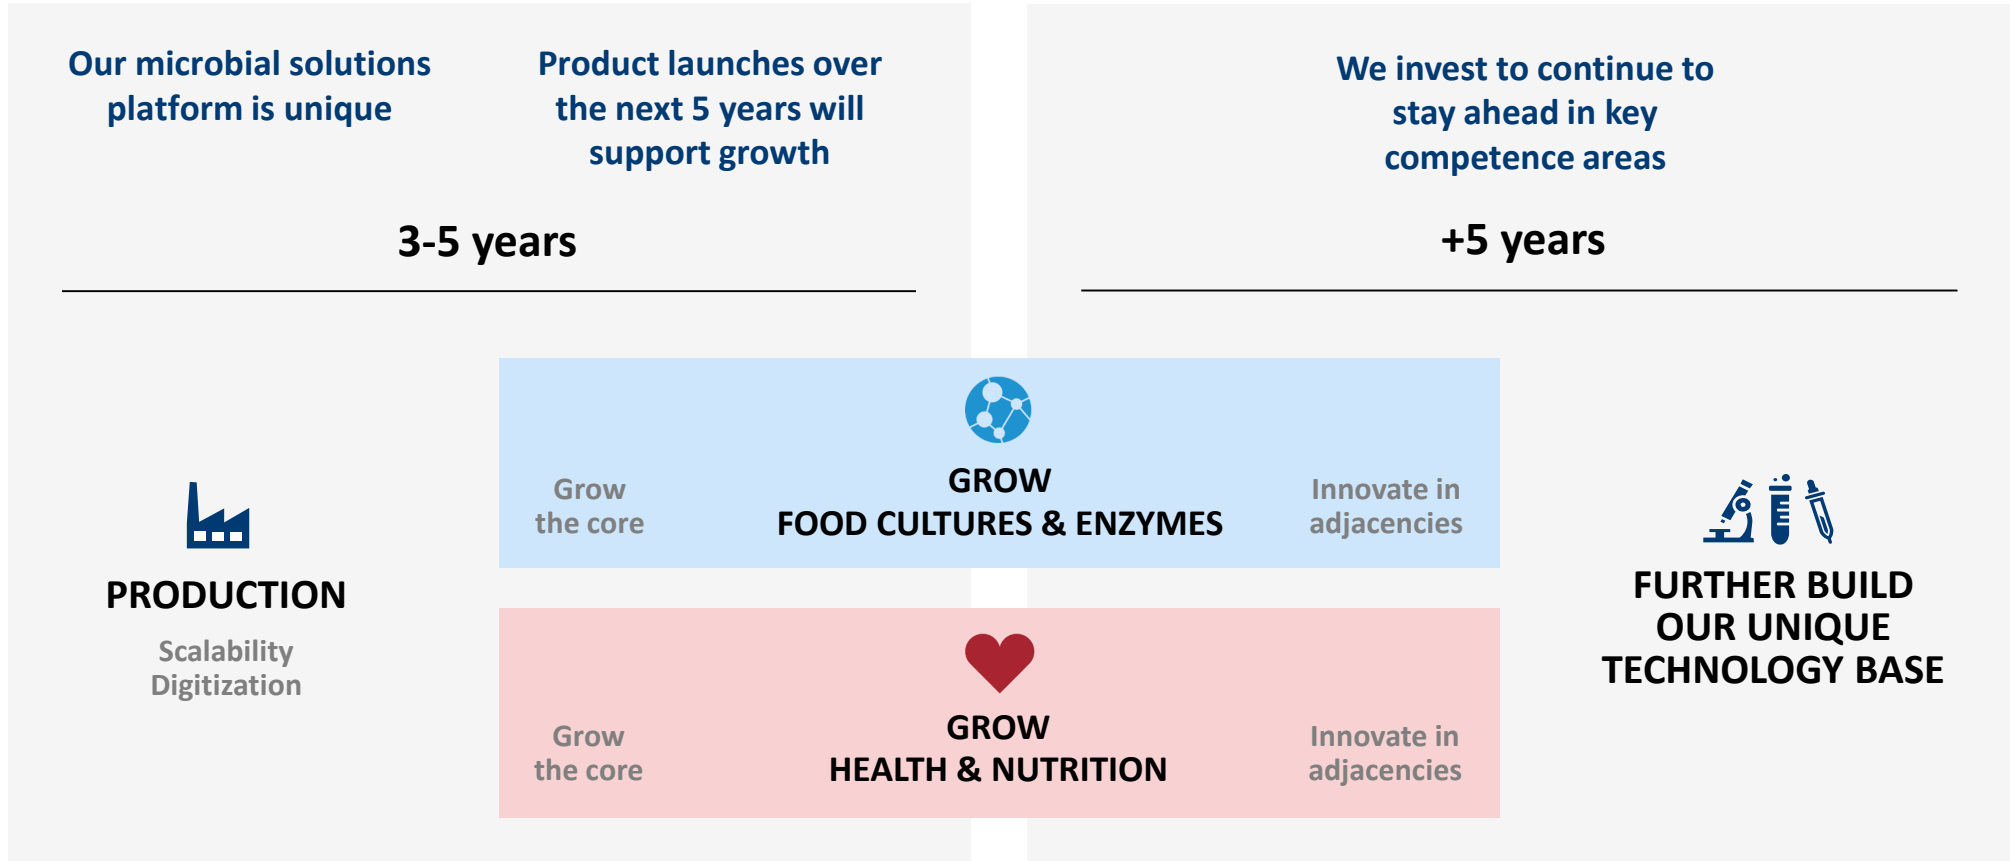 Our microbial solutions
platform is unique
Product launches over
the next 5 years will
support growth
3-5 years
We invest to continue to
stay ahead in key
competence areas
+5 years
PRODUCTION
Scalability
Digitization
Grow
the core
GROW
FOOD CULTURES & ENZYMES
Innovate in
adjacencies
Grow
the core
GROW
HEALTH & NUTRITION
Innovate in
adjacencies
FURTHER BUILD
OUR UNIQUE
TECHNOLOGY BASE